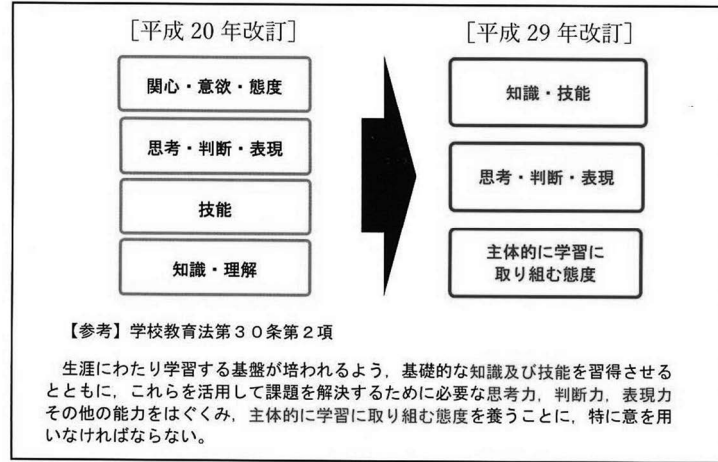 ［平成 20 年改訂］
関心・意欲・態度
思考・判断・表現
技能
知識・理解
［平成 29 年改訂］
知識・技能
思考・判断・表現
主体的に学習に
取り組む態度
【参考】学校教育法第３０条第２項
生涯にわたり学習する基盤が培われるよう，基礎的な知識及び技能を習得させる
とともに，これらを活用して課題を解決するために必要な思考力，判断力，表現力
その他の能力をはぐくみ，主体的に学習に取り組む態度を養うことに，特に意を用
いなければならない。